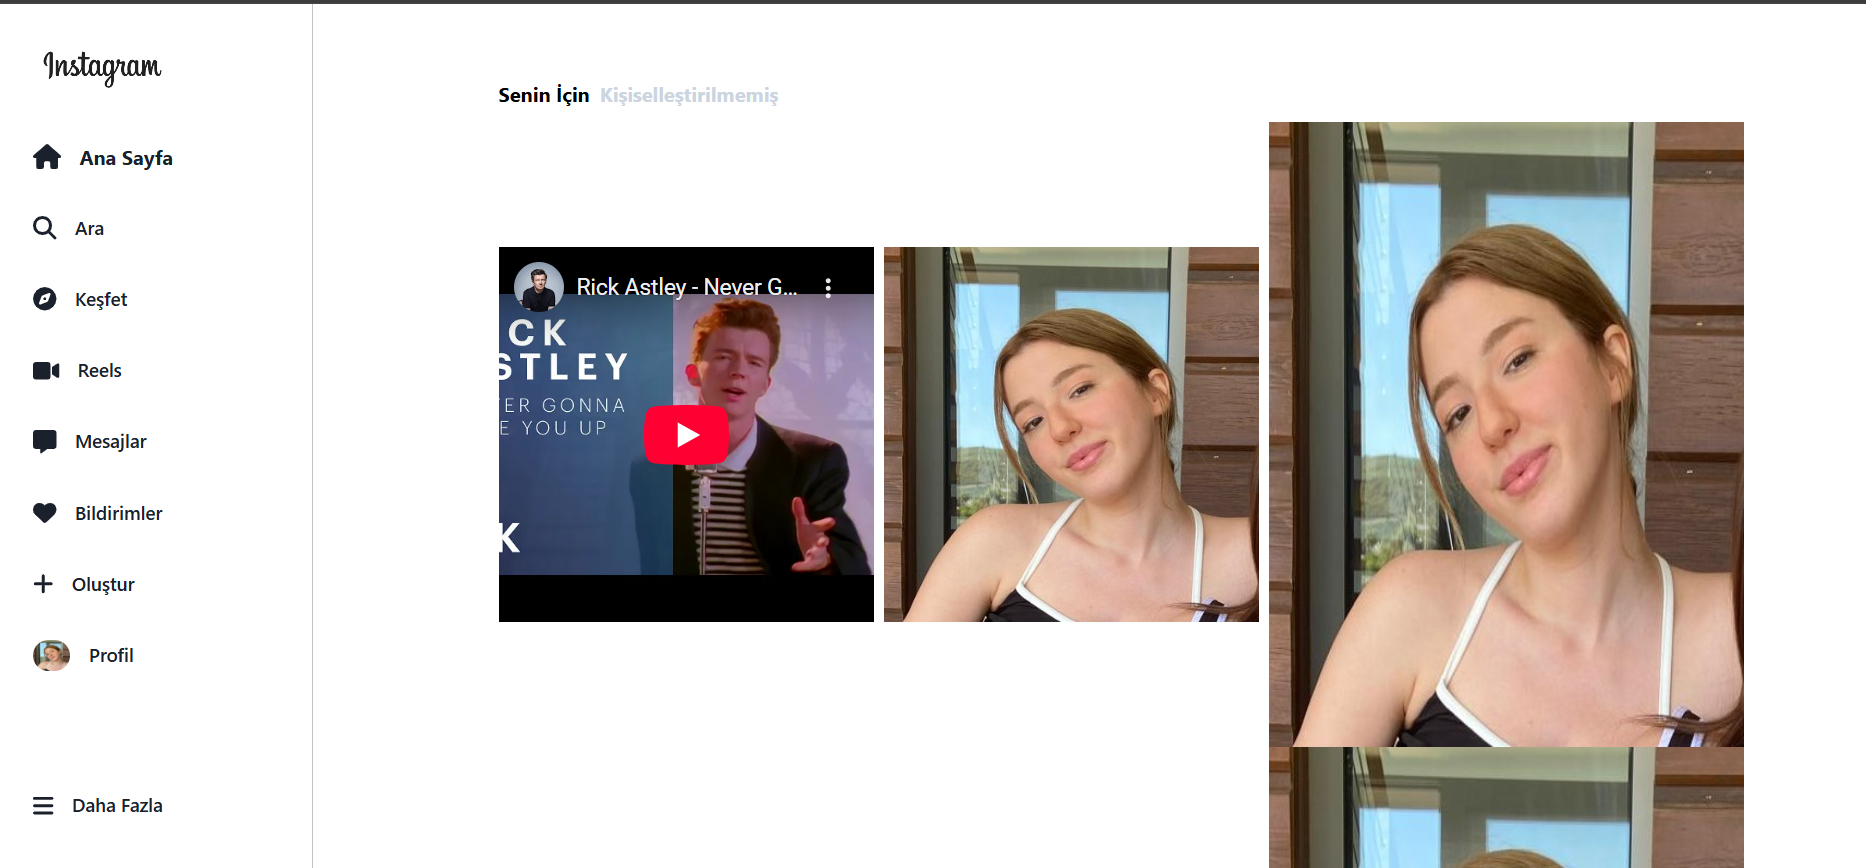 Instagram
Ana Sayfa
Ara
Keşfet
Reels
Mesajlar
Bildirimler
Oluştur
Profil
Daha Fazla
Senin İçin Kişiselleştirilmemiş
Rick Astley - Never G...
ICK
STLEY
ER GONNA
E YOU UP
K